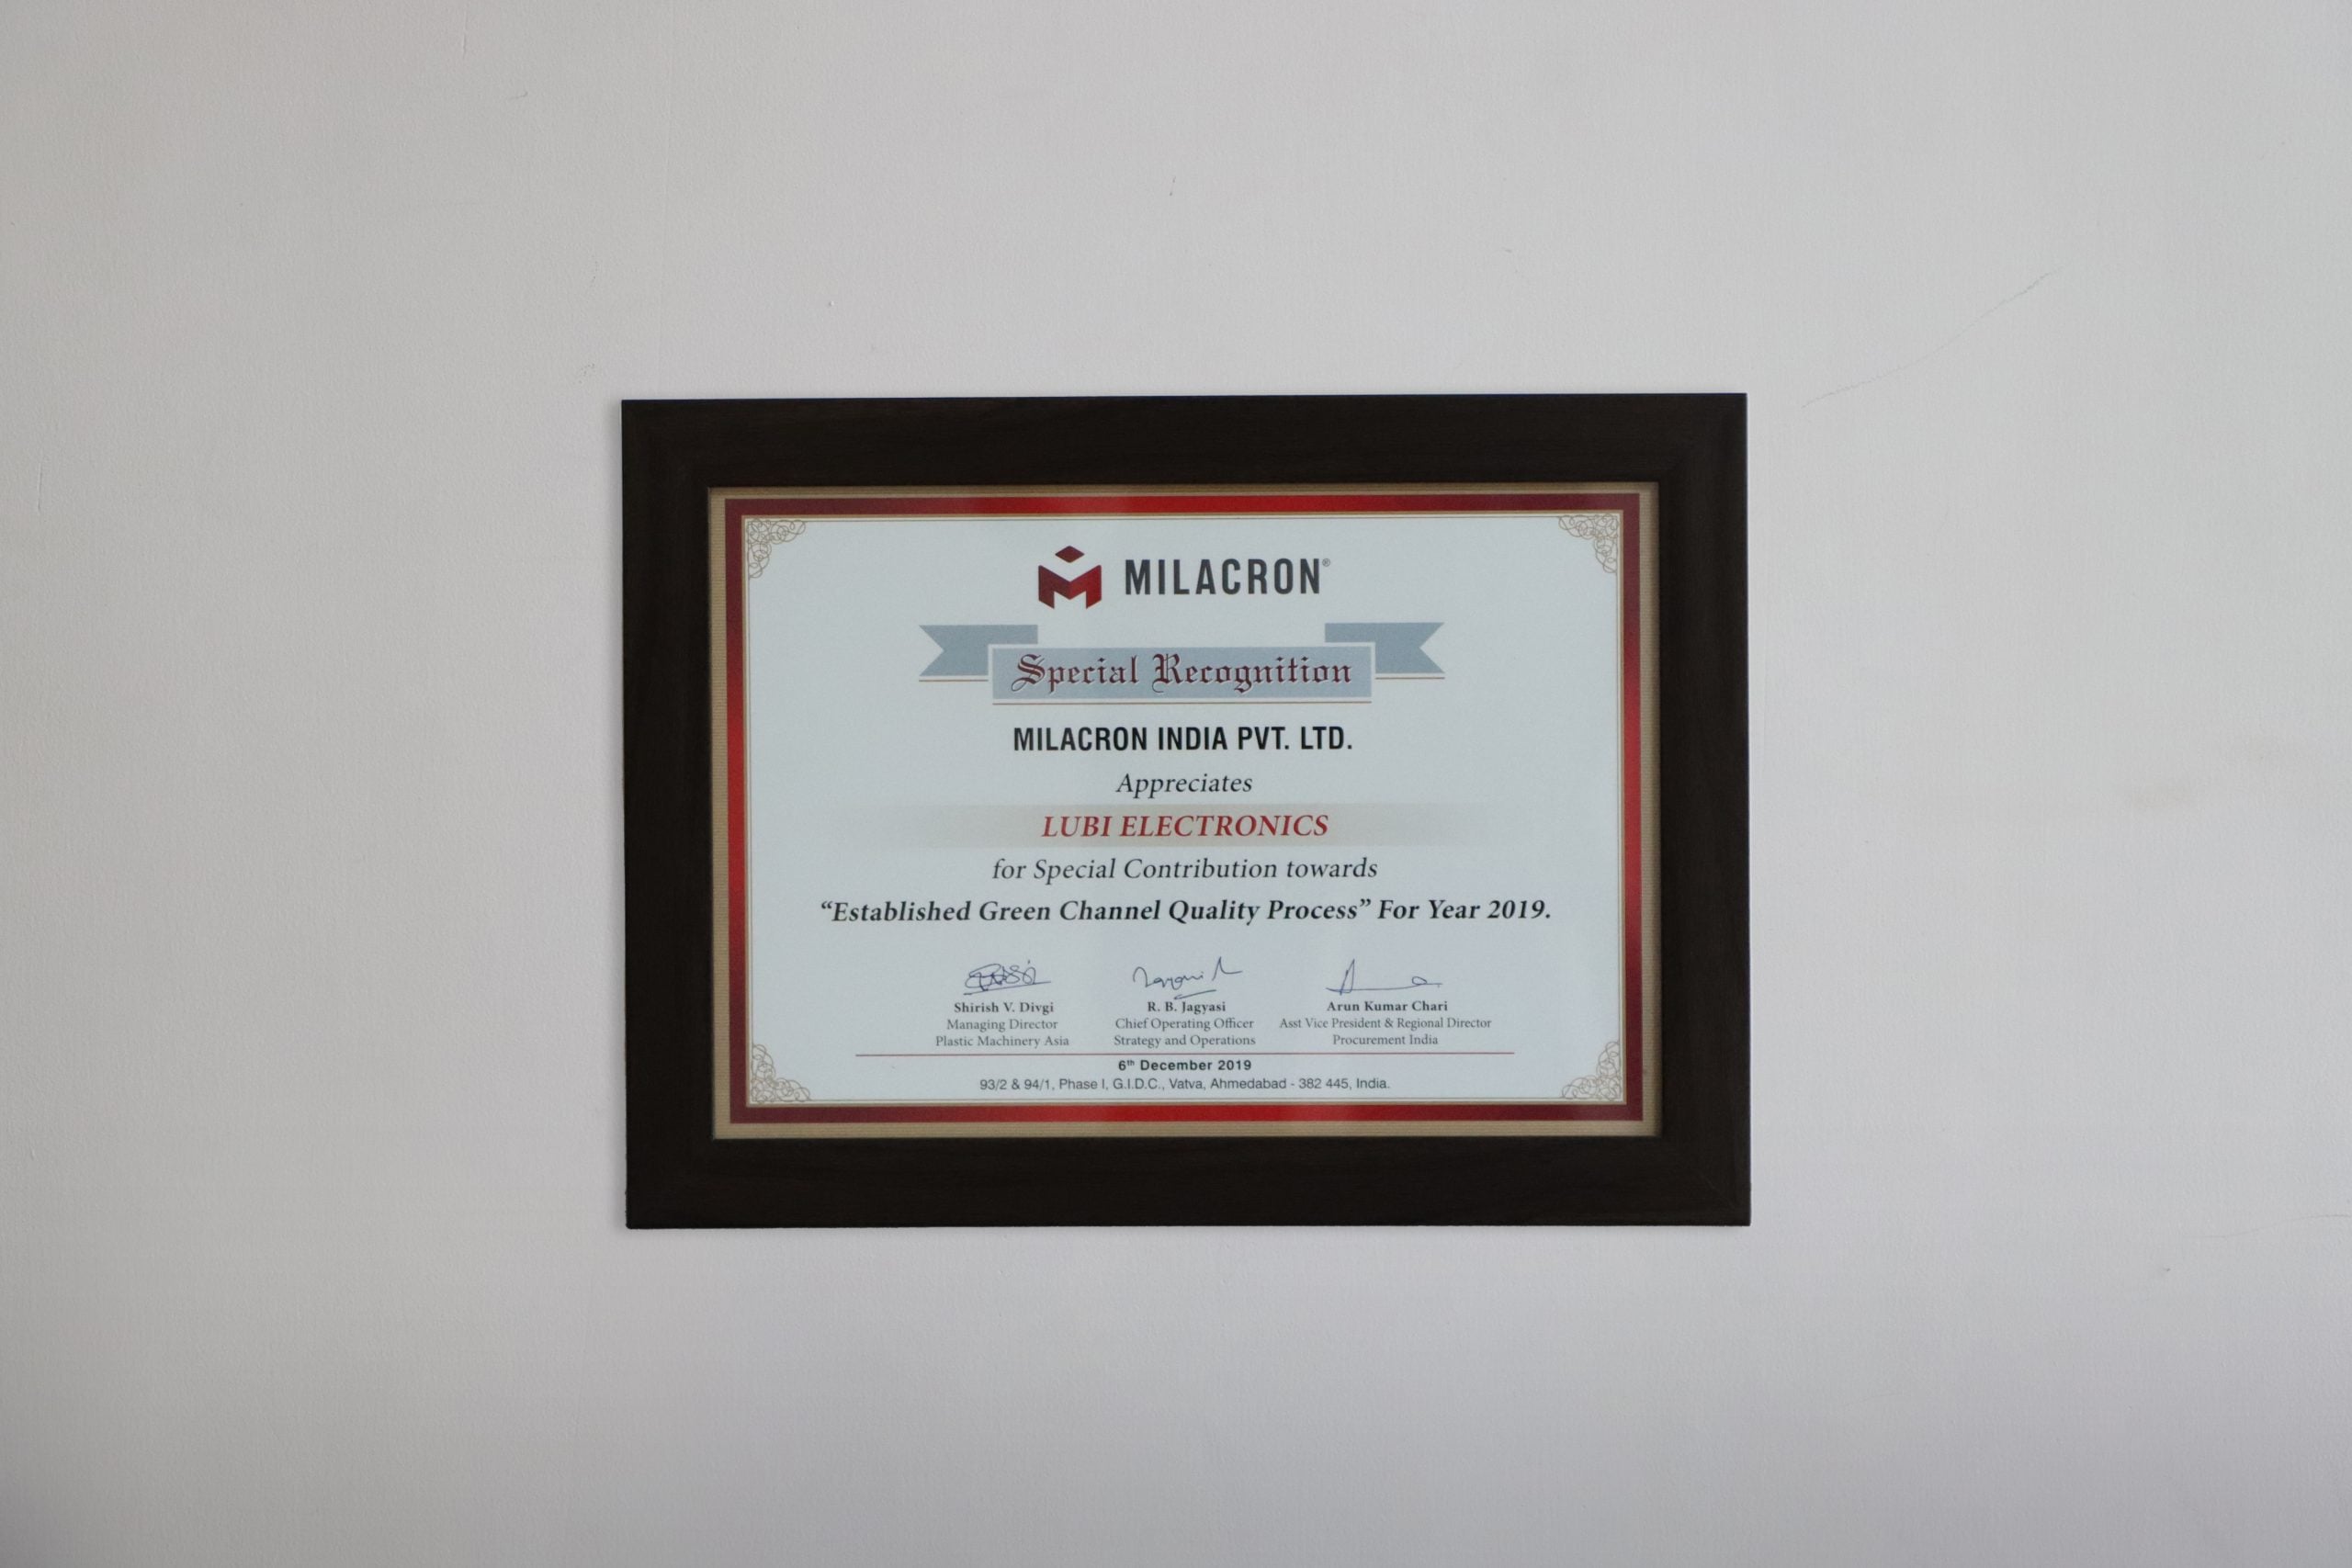 MILACRON®
Special Recognition
MILACRON INDIA PVT. LTD.
Appreciates
LUBI ELECTRONICS
for Special Contribution towards
“Established Green Channel Quality Process” For Year 2019.
Shirish V. Divgi R. B. Jagyasi Arun Kumar Chari
Managing Director Chief Operating Officer Asst Vice President & Regional Director
Plastic Machinery Asia Strategy and Operations Procurement India
6th December 2019
93/2 & 94/1, Phase I, G.I.D.C., Vatva, Ahmedabad - 382 445, India.